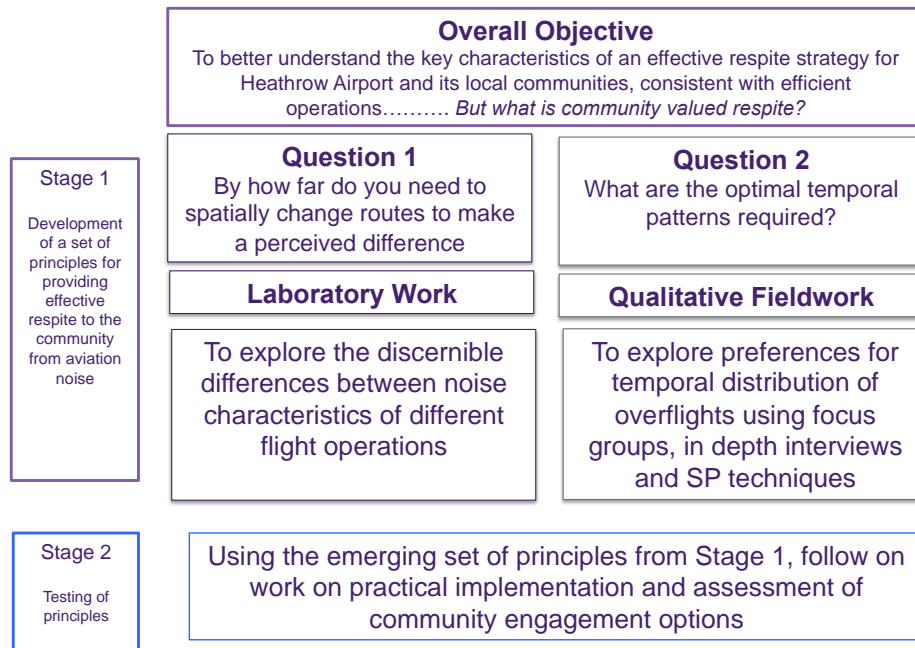 Overall Objective
To better understand the key characteristics of an effective respite strategy for
Heathrow Airport and its local communities, consistent with efficient
operations.......... But what is community valued respite?
Stage 1
Development
of a set of
principles for
providing
effective
respite to the
community
from aviation
noise
Question 1
By how far do you need to
spatially change routes to make
a perceived difference
Question 2
What are the optimal temporal
patterns required?
Laboratory Work
Qualitative Fieldwork
To explore the discernible
differences between noise
characteristics of different
flight operations
To explore preferences for
temporal distribution of
overflights using focus
groups, in depth interviews
and SP techniques
Stage 2
Testing of
principles
Using the emerging set of principles from Stage 1, follow on
work on practical implementation and assessment of
community engagement options